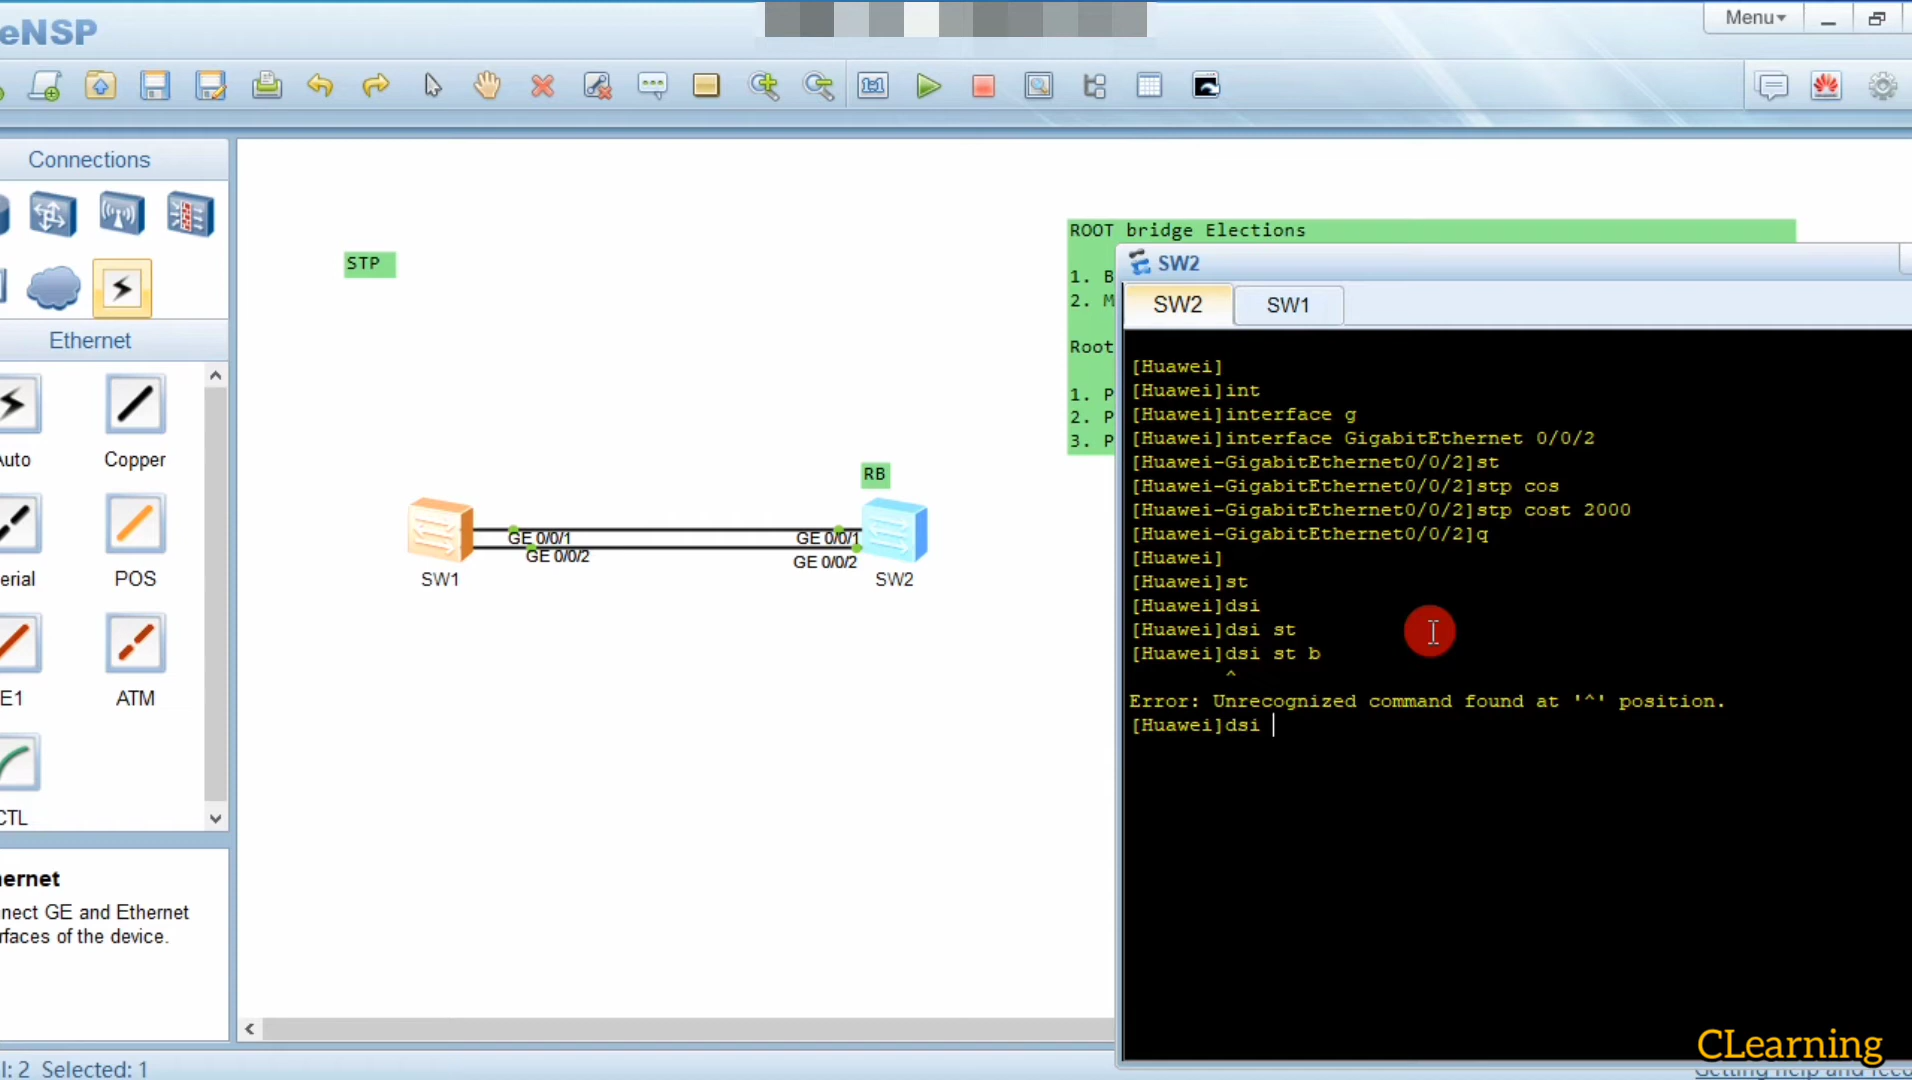 eNSP
Menu
Connections
Ethernet
Auto
Copper
erial
POS
E1
ATM
CTL
ernet
nect GE and Ethernet
rfaces of the device.
l: 2 Selected: 1
STP
RB
GE 0/0/1
GE 0/0/2
GE 0/0/1
GE 0/0/2
SW1
SW2
ROOT bridge Elections
1. B
2. M
Root
1. P
2. P
3. P
SW2
SW2
SW1
[Huawei]
[Huawei]int
[Huawei]interface g
[Huawei]interface GigabitEthernet 0/0/2
[Huawei-GigabitEthernet0/0/2]st
[Huawei-GigabitEthernet0/0/2]stp cos
[Huawei-GigabitEthernet0/0/2]stp cost 2000
[Huawei-GigabitEthernet0/0/2]q
[Huawei]
[Huawei]st
[Huawei]dsi
[Huawei]dsi st
[Huawei]dsi st b
^
Error: Unrecognized command found at '^' position.
[Huawei]dsi
CLearning
Getting help and feed